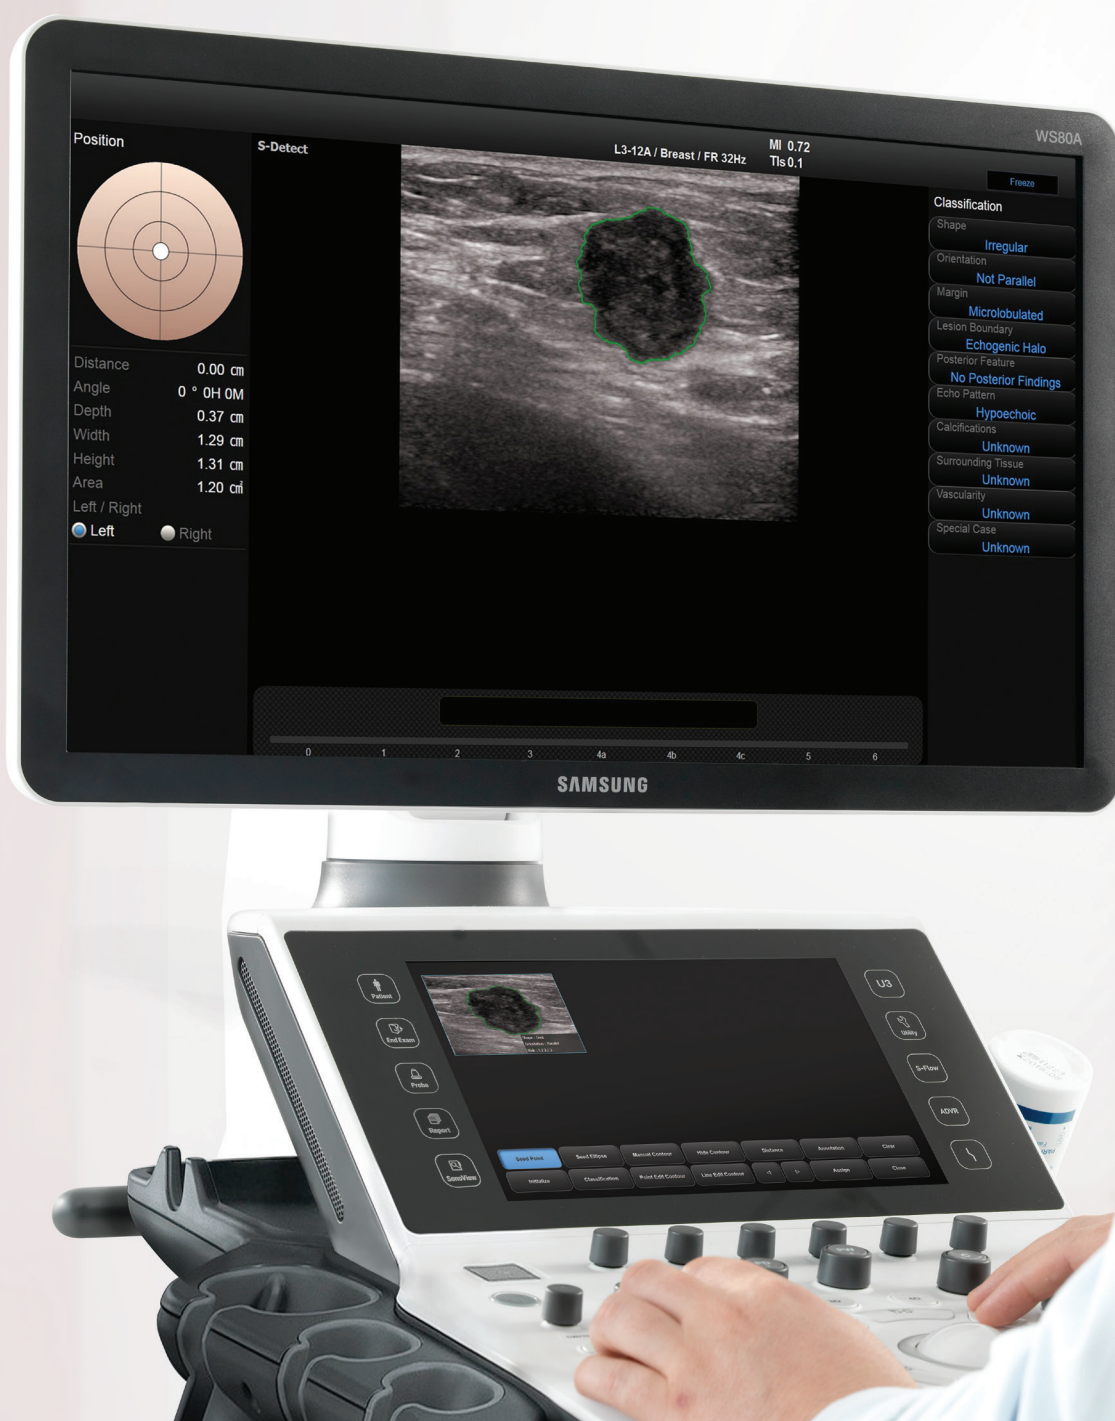 WS80A
Position
S-Detect
L3-12A / Breast / FR 32Hz
MI 0.72
TIs 0.1
Freeze
Distance 0.00 cm
Angle 0 ° 0H 0M
Depth 0.37 cm
Width 1.29 cm
Height 1.31 cm
Area 1.20 cm²
Left / Right
Left Right
Classification
Shape
Irregular
Orientation
Not Parallel
Margin
Microlobulated
Lesion Boundary
Echogenic Halo
Posterior Feature
No Posterior Findings
Echo Pattern
Hypoechoic
Calcifications
Unknown
Surrounding Tissue
Unknown
Vascularity
Unknown
Special Case
Unknown
0 1 2 3 4a 4b 4c 5 6
SAMSUNG
Patient
End Exam
Probe
Report
SonoView
U3
Utility
S-Flow
ADVR
Seed Point Seed Ellipse Manual Contour Hide Contour Distance Annotation Clear
Initialize Classification Point Edit Contour Line Edit Contour Assign Close